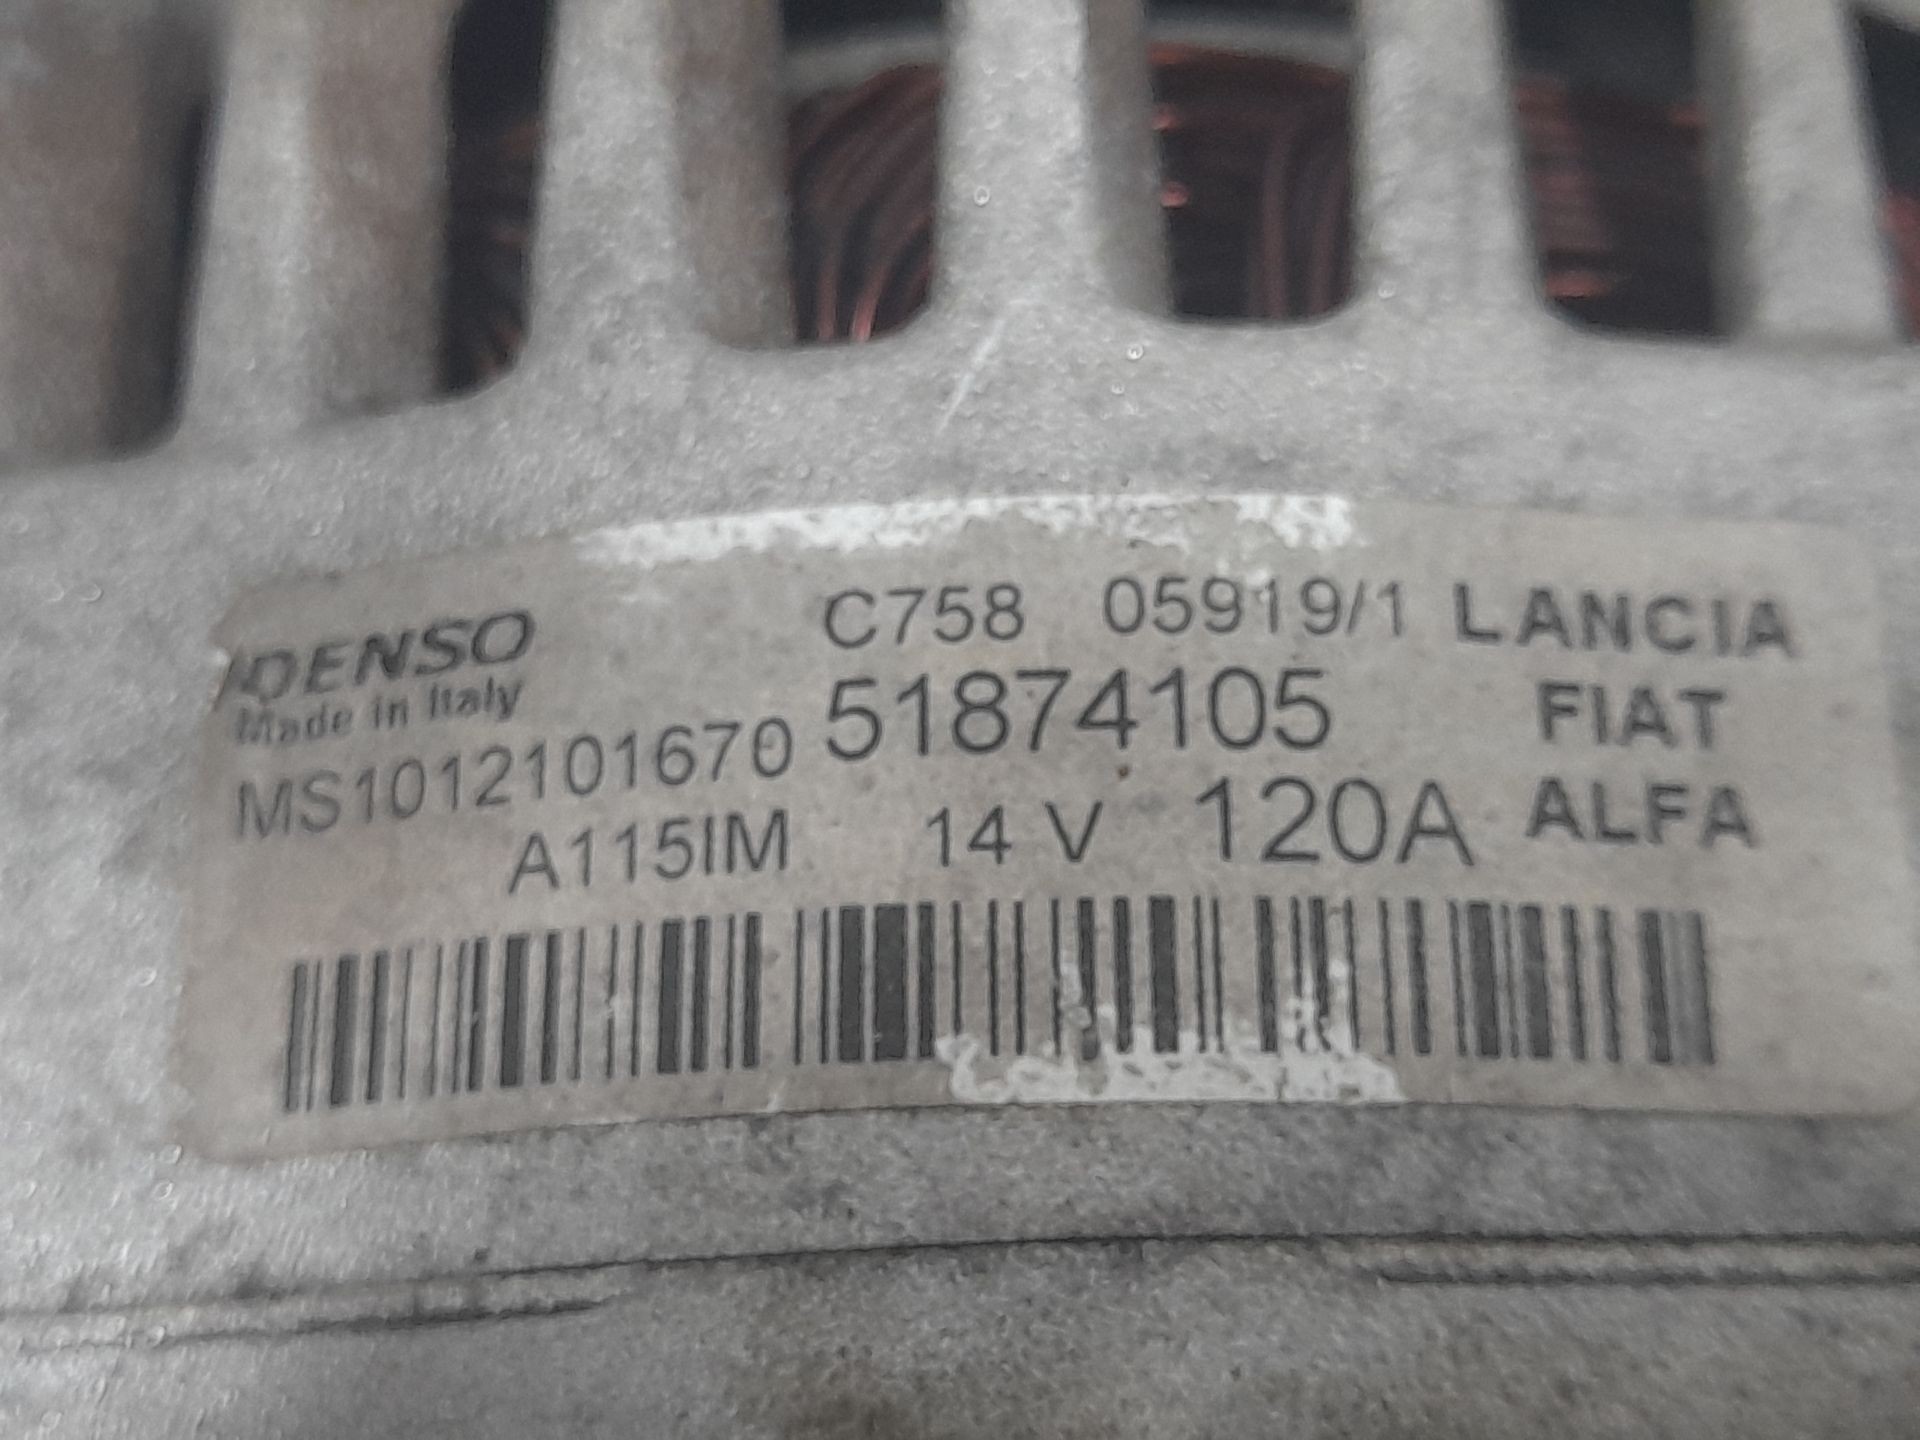 DENSO C758 05919/1 LANCIA
Made in Italy 51874105 FIAT
MS1012101670
A115IM 14 V 120A ALFA